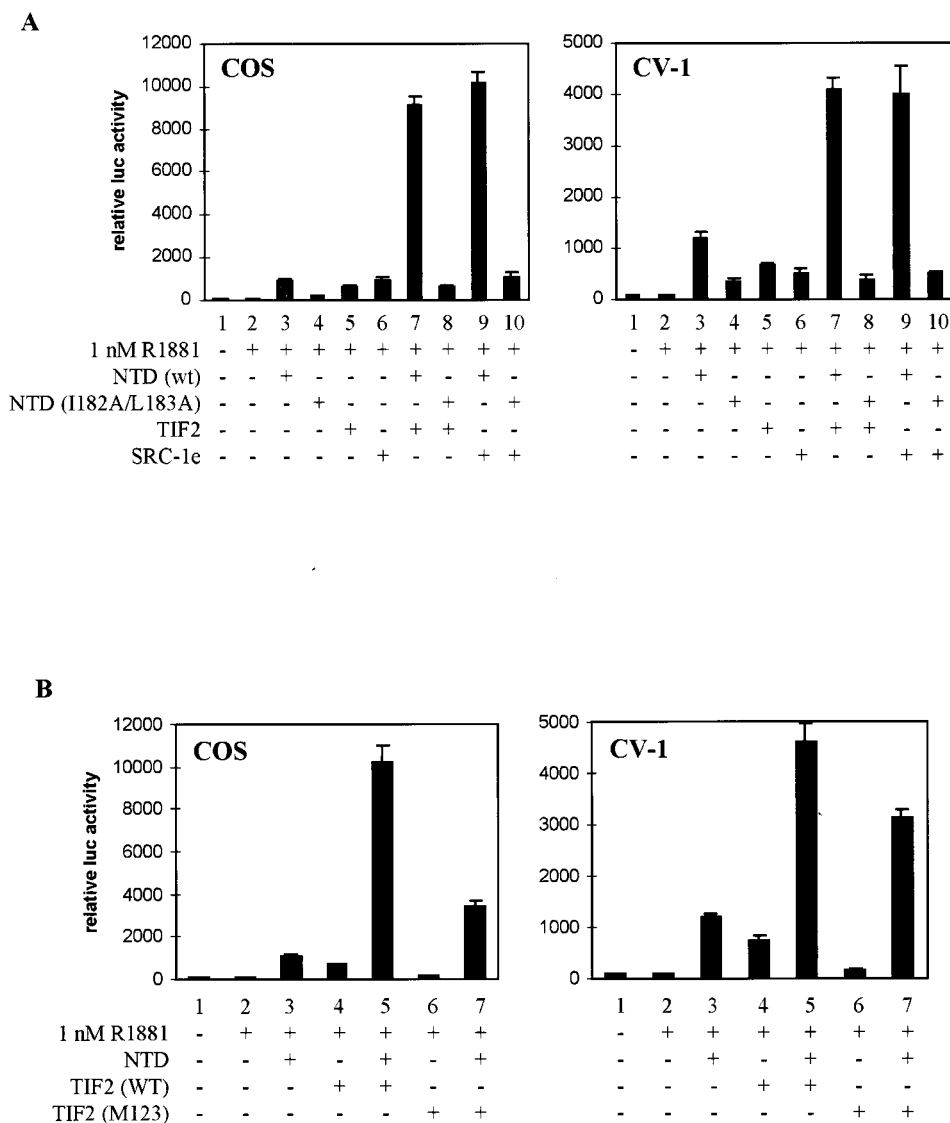 A
COS
CV-1
12000
10000
8000
6000
4000
2000
0
relative luc activity
5000
4000
3000
2000
1000
0
1 2 3 4 5 6 7 8 9 10
1 2 3 4 5 6 7 8 9 10
1 nM R1881 - + + + + + + + + + - + + + + + + + + +
NTD (wt) - - + - - - + - + - - - + - - - + - + -
NTD (I182A/L183A) - - - + - - - + - + - - - + - - - + - +
TIF2 - - - - + - + + - - - - - - + - + + - -
SRC-1e - - - - - + - - + + - - - - - + - - + +
B
COS
CV-1
12000
10000
8000
6000
4000
2000
0
relative luc activity
5000
4000
3000
2000
1000
0
1 2 3 4 5 6 7
1 2 3 4 5 6 7
1 nM R1881 - + + + + + + - + + + + + +
NTD - - + - + - + - - + - + - +
TIF2 (WT) - - - + + - - - - - + + - -
TIF2 (M123) - - - - - + + - - - - - + +